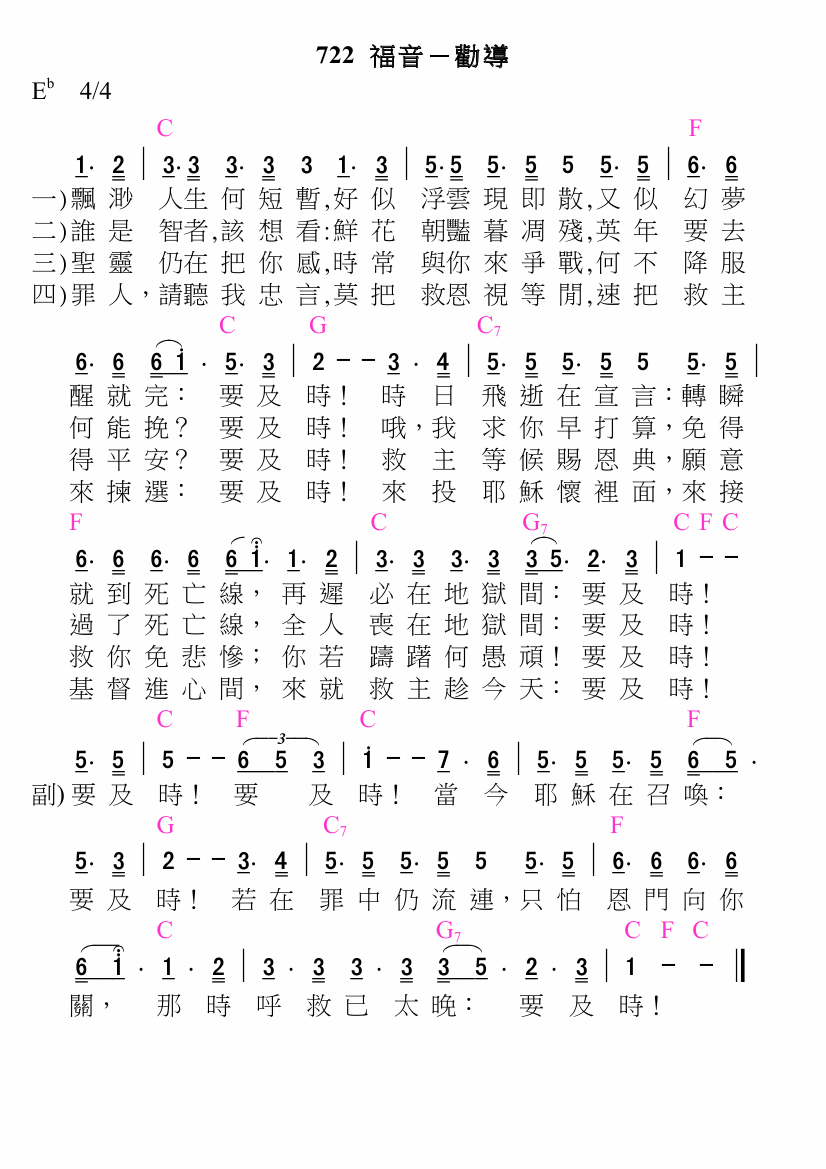 722 福音－勸導
E♭ 4/4
C F
1· 2 | 3·3 3· 3 3 1· 3 | 5·5 5· 5 5 5· 5 | 6· 6
一)飄渺 人生何短暫,好似 浮雲現即散,又似 幻夢
二)誰是 智者,該想看:鮮花 朝豔暮凋殘,英年 要去
三)聖靈 仍在把你感,時常 與你來爭戰,何不 降服
四)罪人，請聽我忠言,莫把 救恩視等閒,速把 救主
C G C7
6· 6 6 i · 5· 3 | 2 － － 3 · 4 | 5· 5 5· 5 5 5· 5 |
醒就完： 要及 時！ 時日 飛逝在宣言：轉瞬
何能挽？ 要及 時！ 哦，我 求你早打算，免得
得平安？ 要及 時！ 救主 等候賜恩典，願意
來揀選： 要及 時！ 來投 耶穌懷裡面，來接
F C G7 C F C
6· 6 6· 6 6 i· 1· 2 | 3· 3 3· 3 3 5· 2· 3 | 1 － －
就到死亡線， 再遲 必在地獄間： 要及 時！
過了死亡線， 全人 喪在地獄間： 要及 時！
救你免悲慘； 你若 躊躇何愚頑！ 要及 時！
基督進心間， 來就 救主趁今天： 要及 時！
C F C F
5· 5 | 5 － － 6 5 3 | i － － 7 · 6 | 5· 5 5· 5 6 5 ·
3
副) 要及 時！ 要 及 時！ 當今 耶穌在召喚：
G C7 F
5· 3 | 2 － － 3· 4 | 5· 5 5· 5 5 5· 5 | 6· 6 6· 6
要及 時！ 若在 罪中仍流連，只怕 恩門向你
C G7 C F C
6 i · 1 · 2 | 3 · 3 3 · 3 3 5 · 2 · 3 | 1 － － ‖
關， 那時 呼救已太晚： 要及 時！